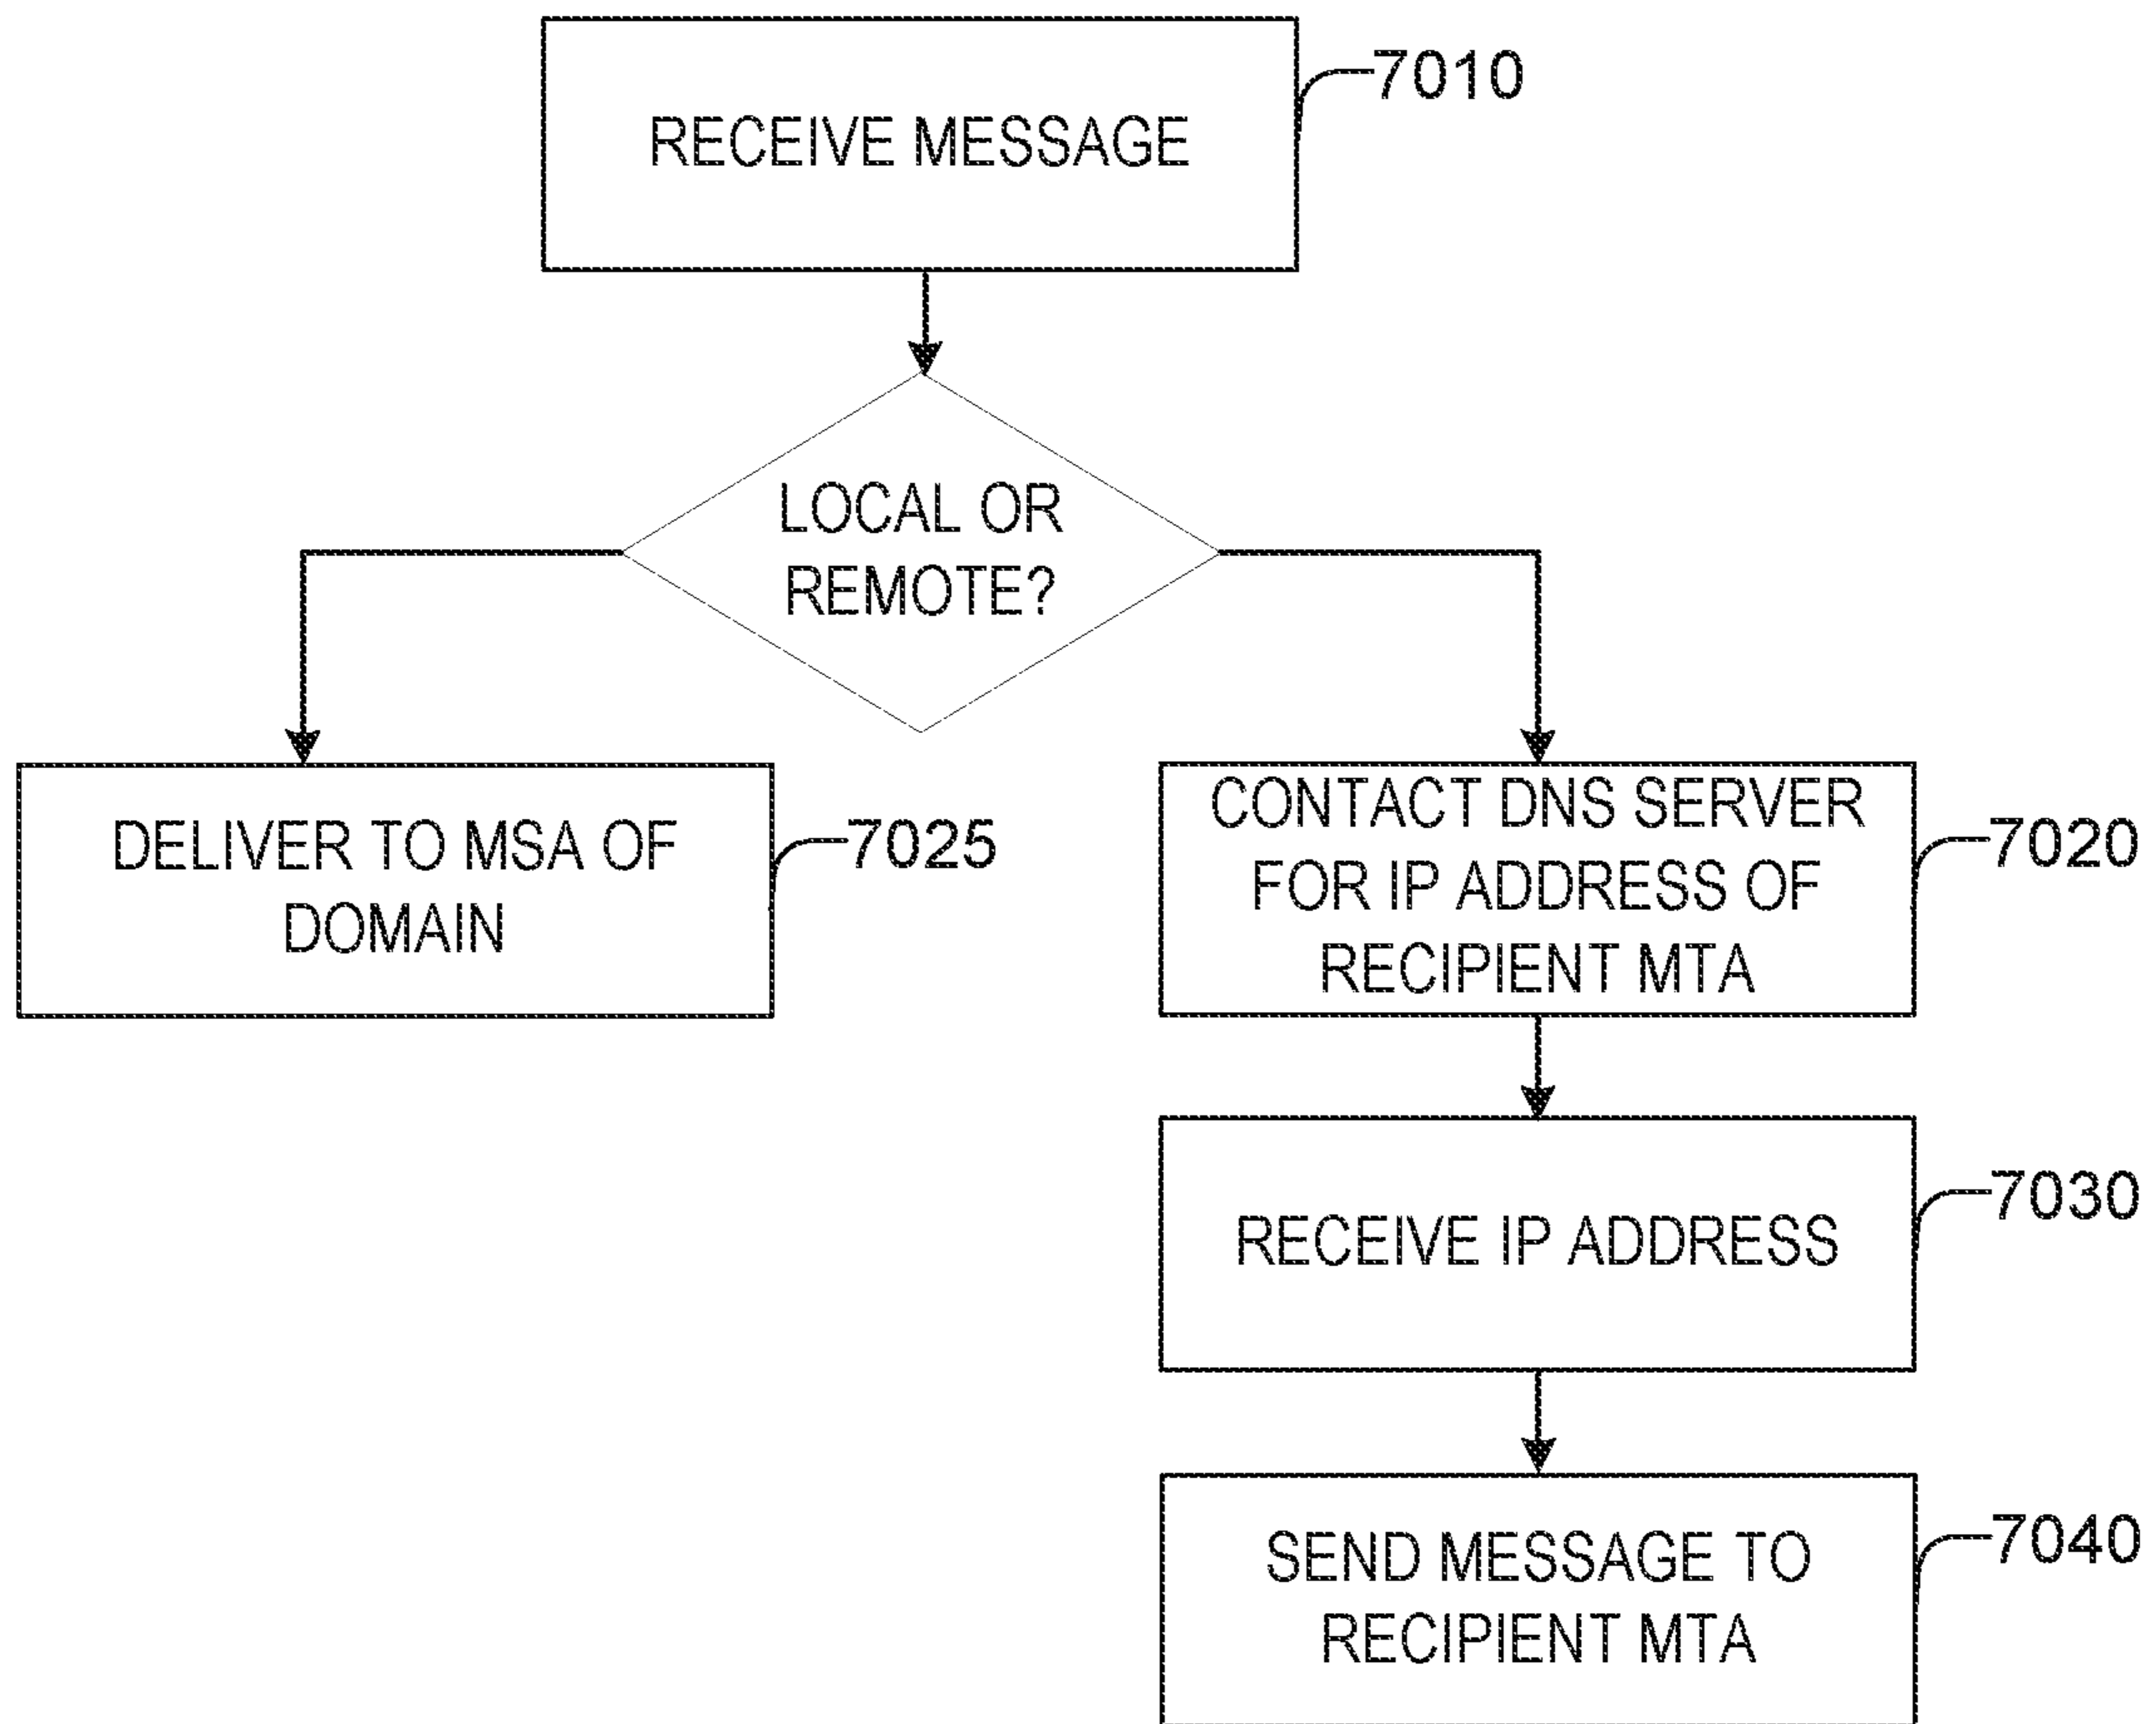 RECEIVE MESSAGE
7010
LOCAL OR
REMOTE?
DELIVER TO MSA OF
DOMAIN
7025
CONTACT DNS SERVER
FOR IP ADDRESS OF
RECIPIENT MTA
7020
RECEIVE IP ADDRESS
7030
SEND MESSAGE TO
RECIPIENT MTA
7040